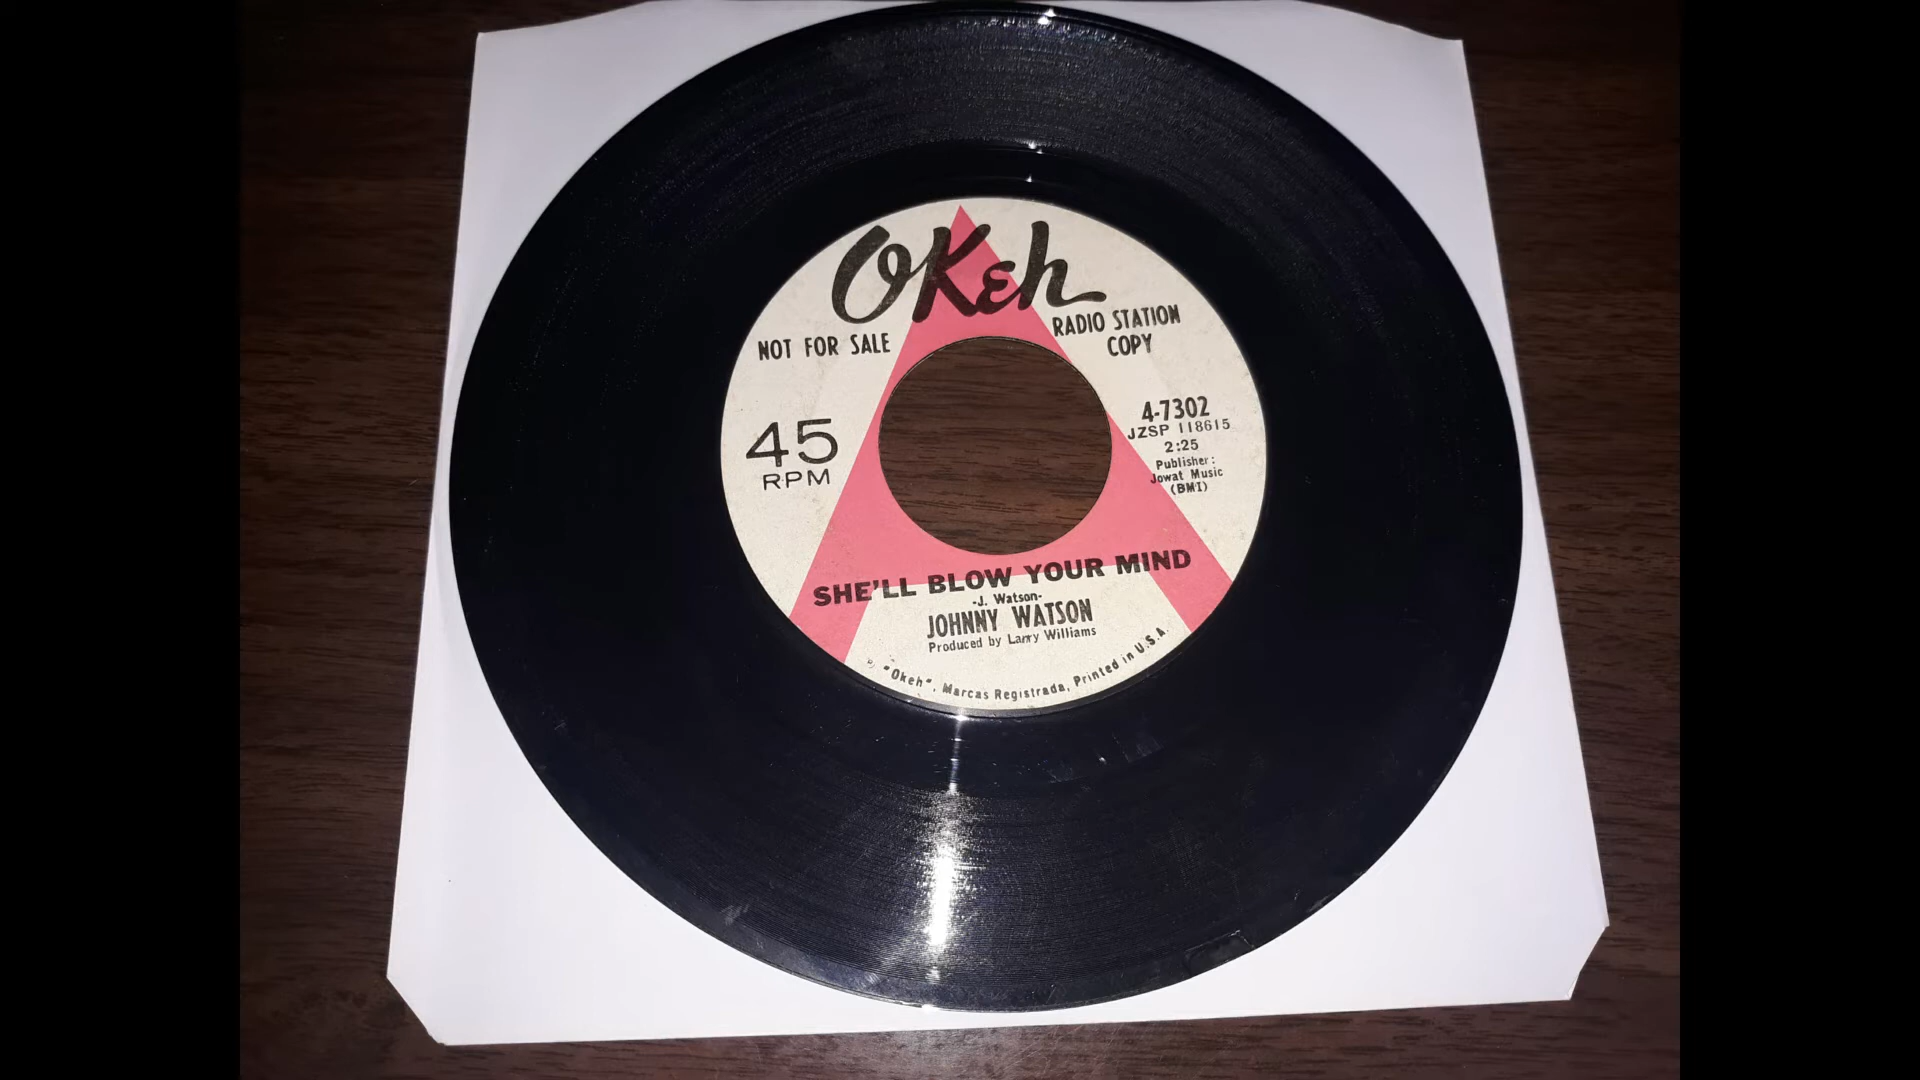 OKeh
NOT FOR SALE
RADIO STATION
COPY
45
RPM
4-7302
JZSP 118615
2:25
Publisher:
Jowat Music
(BMI)
SHE'LL BLOW YOUR MIND
-J. Watson-
JOHNNY WATSON
Produced by Larry Williams
℗ "Okeh", Marcas Registrada, Printed in U.S.A.